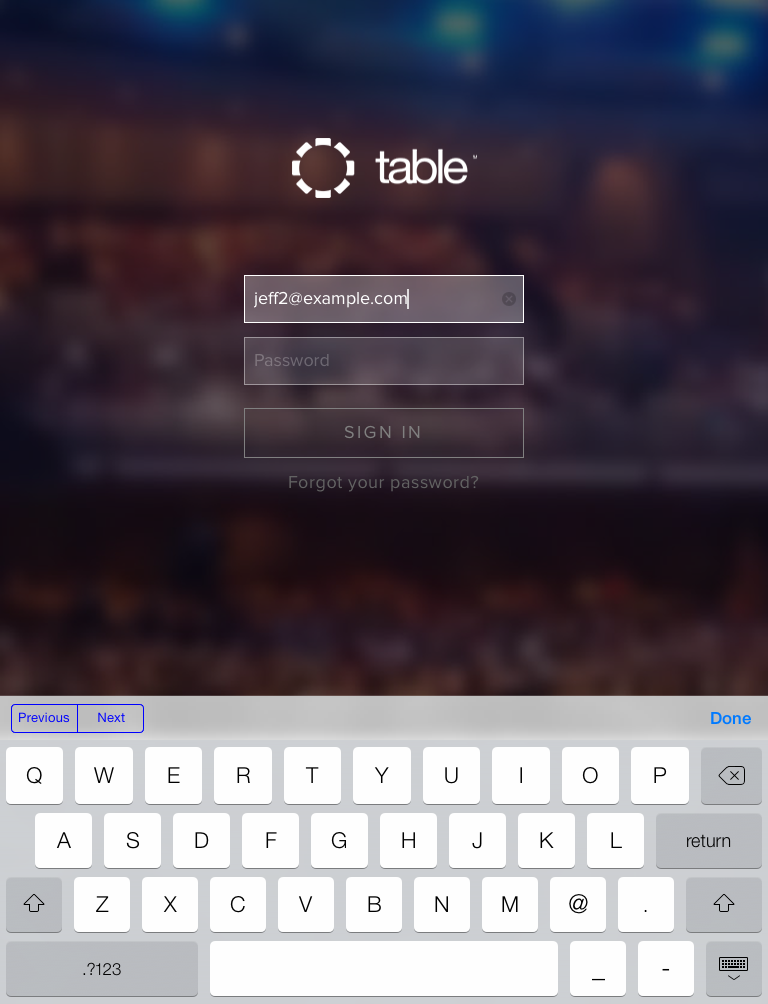 table™
jeff2@example.com
Password
SIGN IN
Forgot your password?
Previous Next Done
Q W E R T Y U I O P
A S D F G H J K L return
Z X C V B N M @ .
.?123 _ -